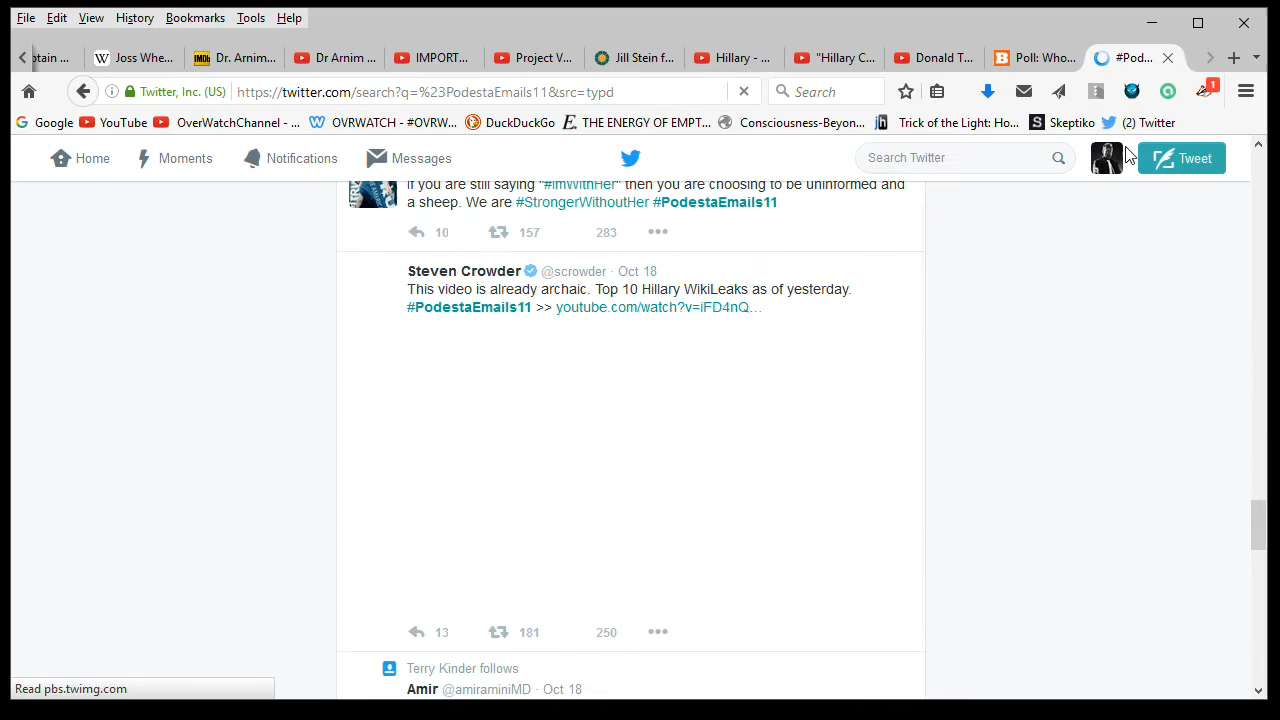 File Edit View History Bookmarks Tools Help
ptain ... Joss Whe... Dr. Arnim... Dr Arnim ... IMPORT... Project V... Jill Stein f... Hillary - ... "Hillary C... Donald T... Poll: Who... #Pod...
Twitter, Inc. (US) https://twitter.com/search?q=%23PodestaEmails11&src=typd Search 1
Google YouTube OverWatchChannel - ... OVRWATCH - #OVRW... DuckDuckGo THE ENERGY OF EMPT... Consciousness-Beyon... Trick of the Light: Ho... Skeptiko (2) Twitter
Home Moments Notifications Messages Search Twitter Tweet
If you are still saying "#ImWithHer" then you are choosing to be uninformed and
a sheep. We are #StrongerWithoutHer #PodestaEmails11
10 157 283 •••
Steven Crowder @scrowder · Oct 18
This video is already archaic. Top 10 Hillary WikiLeaks as of yesterday.
#PodestaEmails11 >> youtube.com/watch?v=iFD4nQ...
13 181 250 •••
Terry Kinder follows
Amir @amiraminiMD · Oct 18
Read pbs.twimg.com